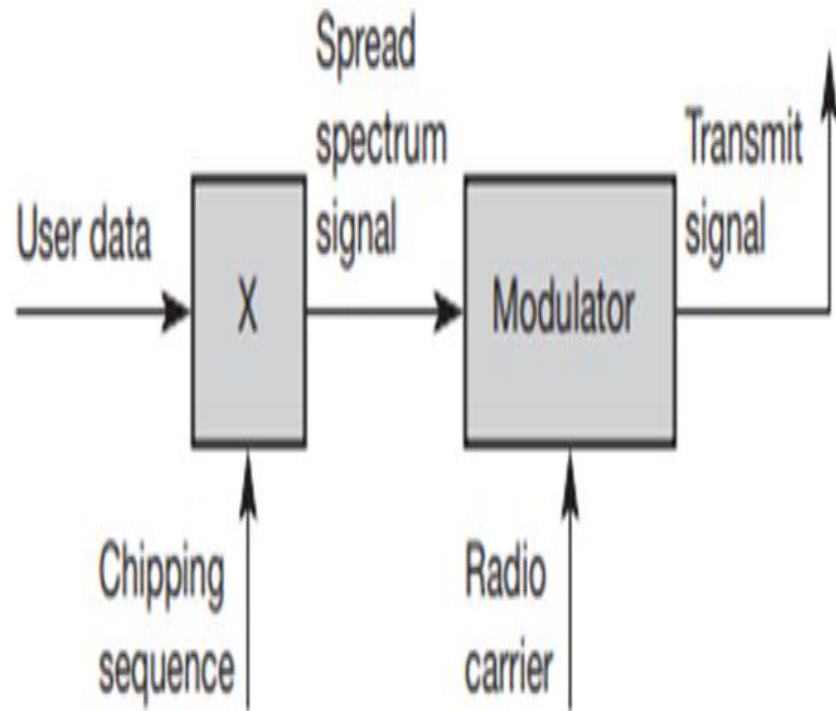 Spread
spectrum
signal
User data
X
Modulator
Transmit
signal
Chipping
sequence
Radio
carrier